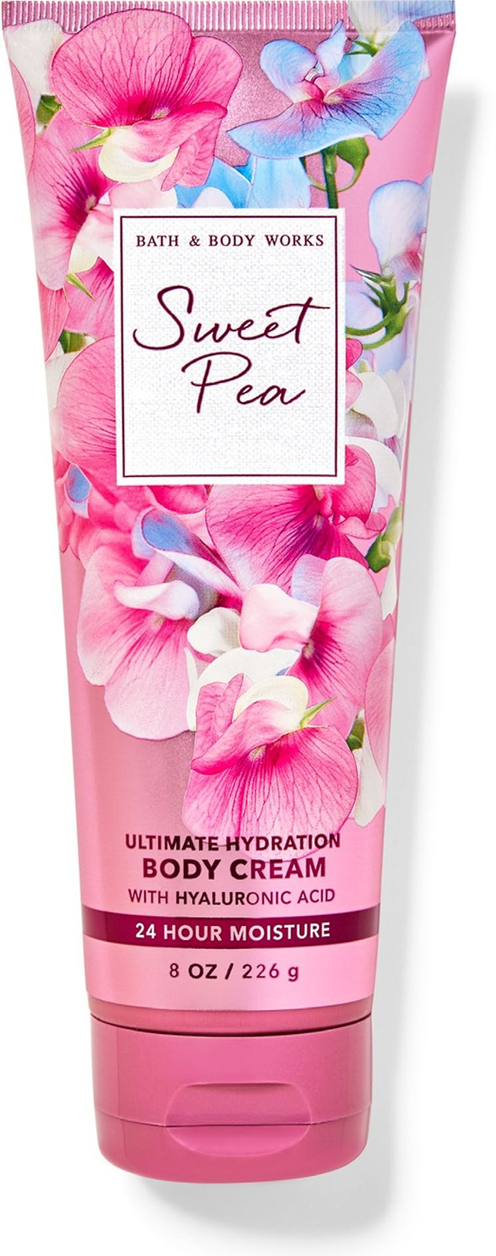 BATH & BODY WORKS
Sweet
Pea
ULTIMATE HYDRATION
BODY CREAM
WITH HYALURONIC ACID
24 HOUR MOISTURE
8 OZ / 226 g